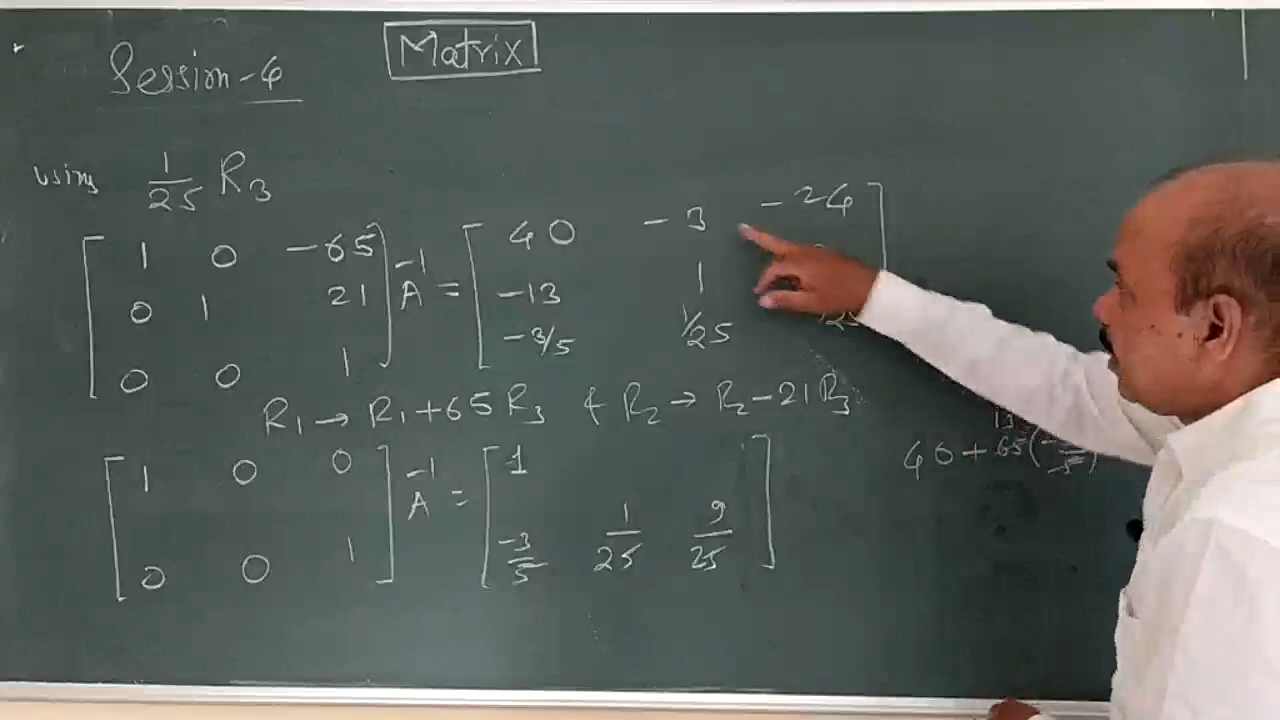 Session-4
Matrix
using 1/25 R3
[ 1 0 -65 ] A^-1 = [ 40 -3 -24 ]
[ 0 1 21 ] [ -13 1 ]
[ 0 0 1 ] [ -3/5 1/25 ]
R1 → R1 + 65 R3 & R2 → R2 - 21R3
40 + 65(
[ 1 0 0 ] A^-1 = [ 1 ]
[ 0 0 1 ] [ -3/5 1/25 9/25 ]